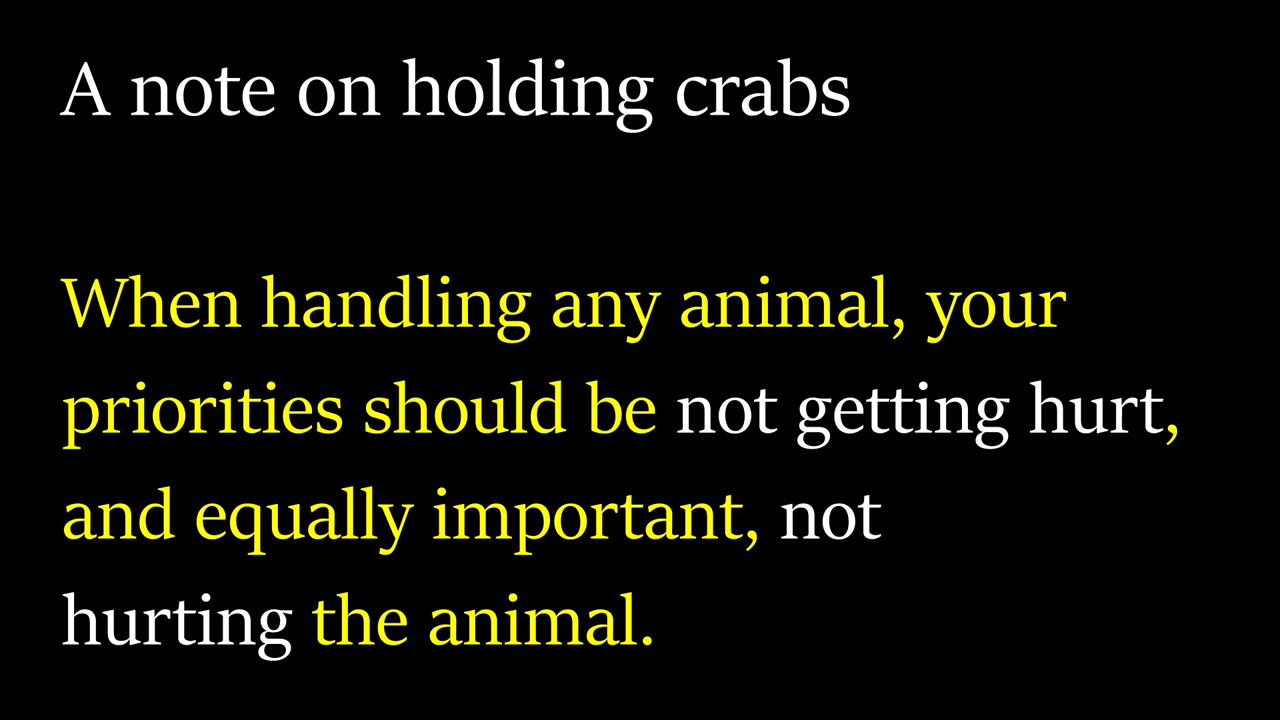 A note on holding crabs
When handling any animal, your
priorities should be not getting hurt,
and equally important, not
hurting the animal.